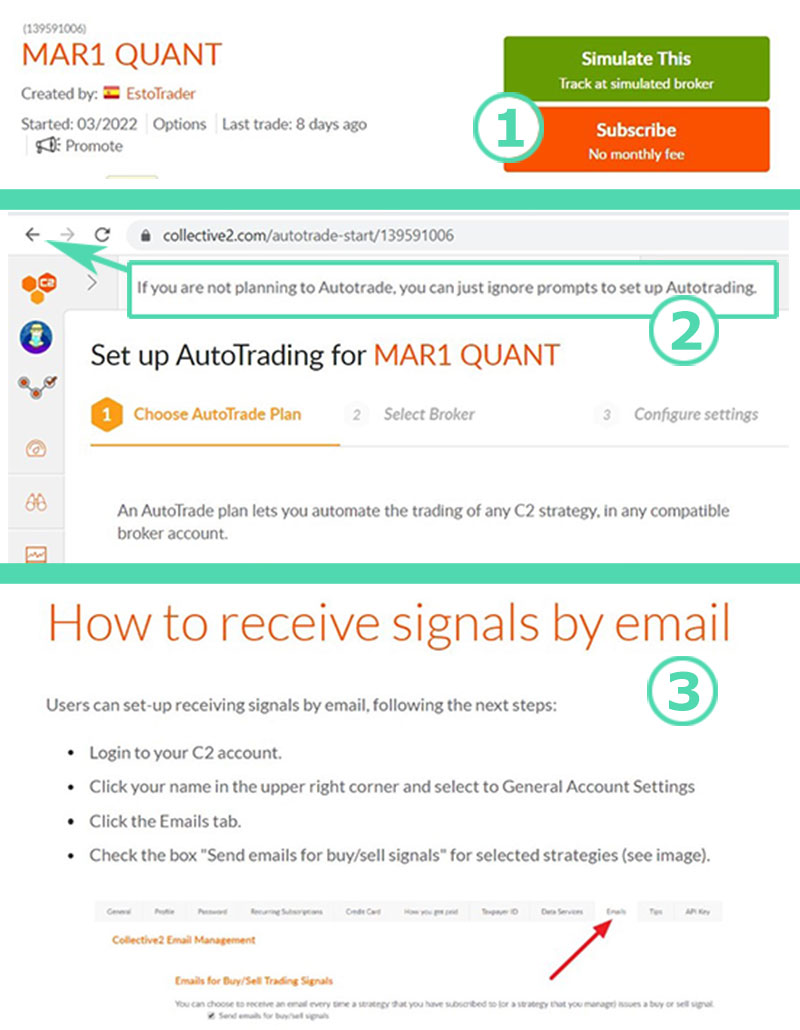 (139591006)
MAR1 QUANT
Created by: EstoTrader
Started: 03/2022 Options Last trade: 8 days ago
Promote
Simulate This
Track at simulated broker
1
Subscribe
No monthly fee
collective2.com/autotrade-start/139591006
C2
If you are not planning to Autotrade, you can just ignore prompts to set up Autotrading.
2
Set up AutoTrading for MAR1 QUANT
1 Choose AutoTrade Plan 2 Select Broker 3 Configure settings
An AutoTrade plan lets you automate the trading of any C2 strategy, in any compatible
broker account.
How to receive signals by email
3
Users can set-up receiving signals by email, following the next steps:
• Login to your C2 account.
• Click your name in the upper right corner and select to General Account Settings
• Click the Emails tab.
• Check the box "Send emails for buy/sell signals" for selected strategies (see image).
General Profile Password Recurring Subscriptions Credit Card How you get paid Taxpayer ID Data Services Emails Tips API Key
Collective2 Email Management
Emails for Buy/Sell Trading Signals
You can choose to receive an email every time a strategy that you have subscribed to (or a strategy that you manage) issues a buy or sell signal.
Send emails for buy/sell signals